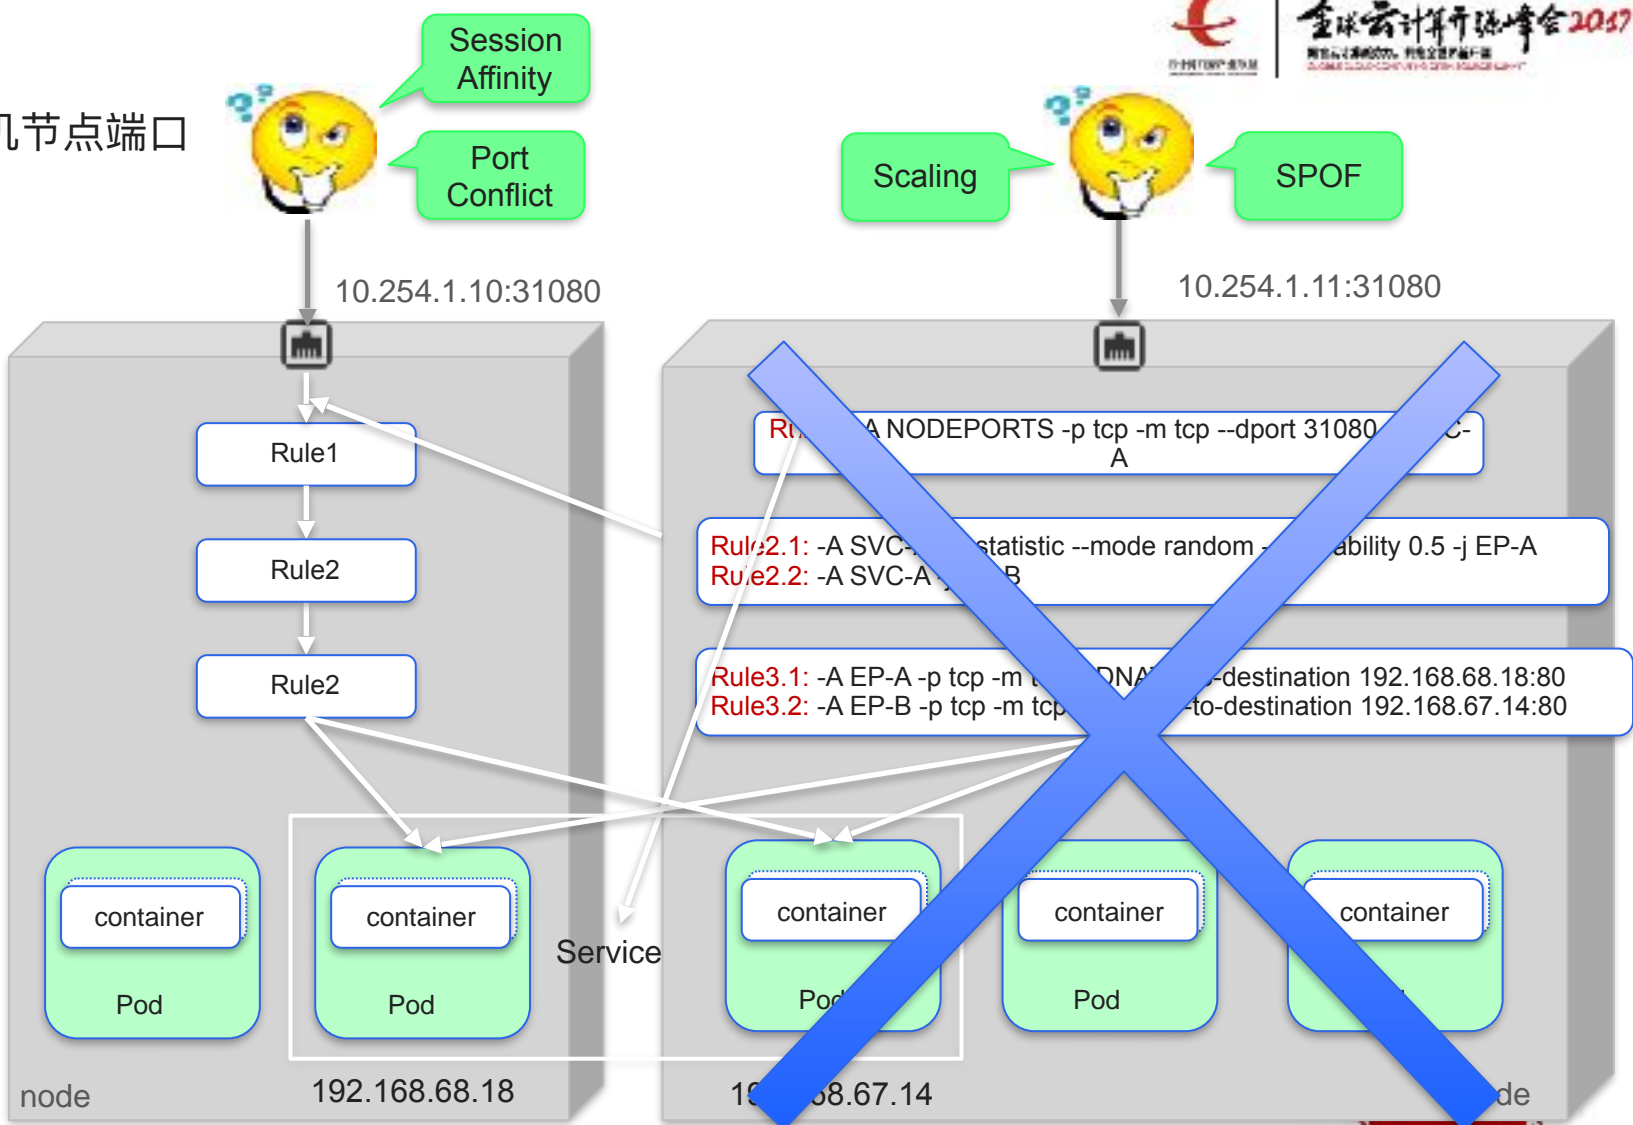 全球云计算开源峰会2017
Session
Affinity
节点端口
Port
Conflict
Scaling
SPOF
10.254.1.10:31080
10.254.1.11:31080
Rule1
A NODEPORTS -p tcp -m tcp --dport 31080
A
Rule2
Rule2.1: -A SVC- statistic --mode random - ability 0.5 -j EP-A
Rule2.2: -A SVC-A -j B
Rule2
Rule3.1: -A EP-A -p tcp -m DNA -destination 192.168.68.18:80
Rule3.2: -A EP-B -p tcp -m tcp -to-destination 192.168.67.14:80
container
container
container
container
container
Service
Pod
Pod
Pod
Pod
node
192.168.68.18
8.67.14
de